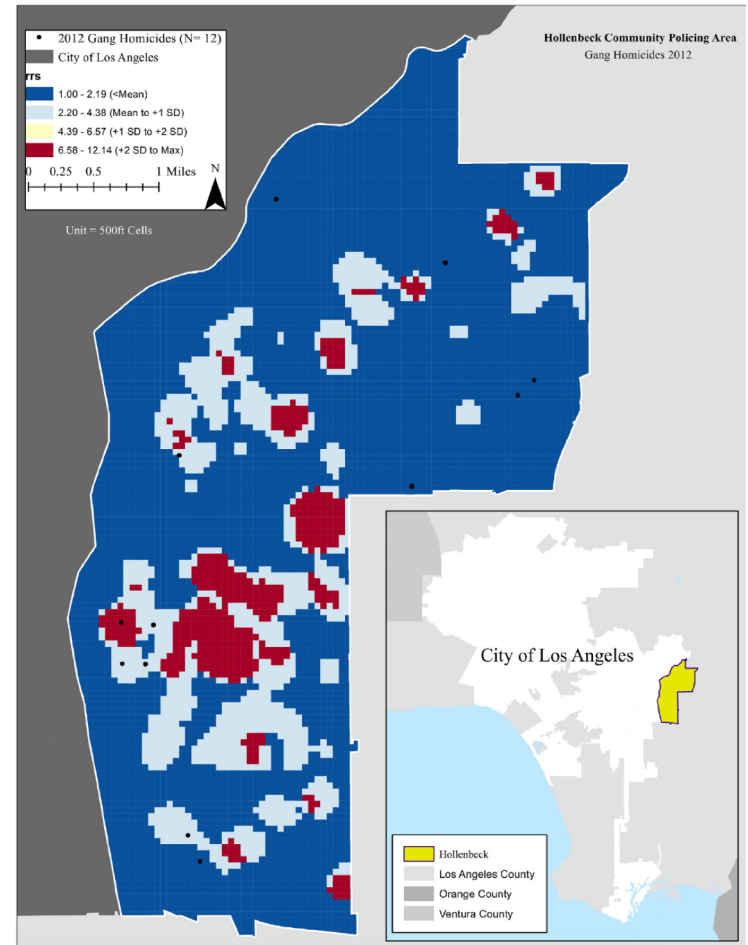 Hollenbeck Community Policing Area
Gang Homicides 2012
2012 Gang Homicides (N= 12)
City of Los Angeles
rrs
1.00 - 2.19 (<Mean)
2.20 - 4.38 (Mean to +1 SD)
4.39 - 6.57 (+1 SD to +2 SD)
6.58 - 12.14 (+2 SD to Max)
0 0.25 0.5 1 Miles
N
Unit = 500ft Cells
City of Los Angeles
Hollenbeck
Los Angeles County
Orange County
Ventura County